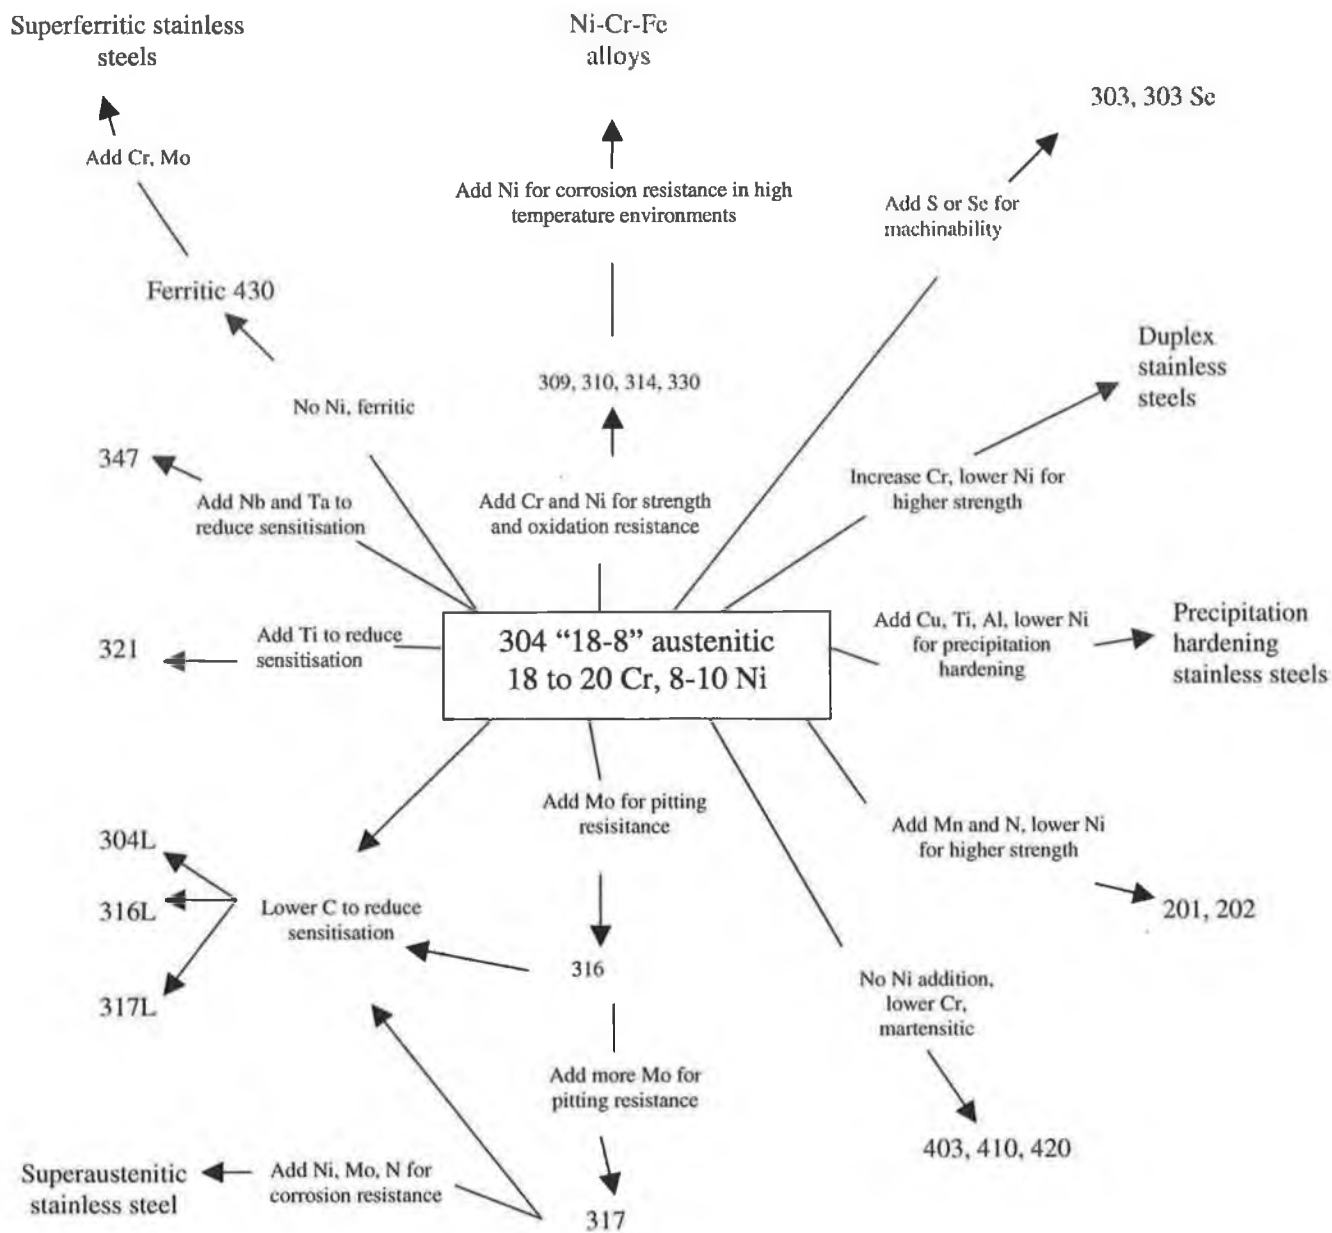 Superferritic stainless
steels
Ni-Cr-Fe
alloys
303, 303 Se
Add Cr, Mo
Add Ni for corrosion resistance in high
temperature environments
Add S or Se for
machinability
Ferritic 430
Duplex
stainless
steels
309, 310, 314, 330
No Ni, ferritic
347
Add Nb and Ta to
reduce sensitisation
Add Cr and Ni for strength
and oxidation resistance
Increase Cr, lower Ni for
higher strength
321
Add Ti to reduce
sensitisation
304 “18-8” austenitic
18 to 20 Cr, 8-10 Ni
Add Cu, Ti, Al, lower Ni
for precipitation
hardening
Precipitation
hardening
stainless steels
Add Mo for pitting
resisitance
Add Mn and N, lower Ni
for higher strength
201, 202
304L
316L
317L
Lower C to reduce
sensitisation
316
No Ni addition,
lower Cr,
martensitic
Add more Mo for
pitting resistance
403, 410, 420
Superaustenitic
stainless steel
Add Ni, Mo, N for
corrosion resistance
317